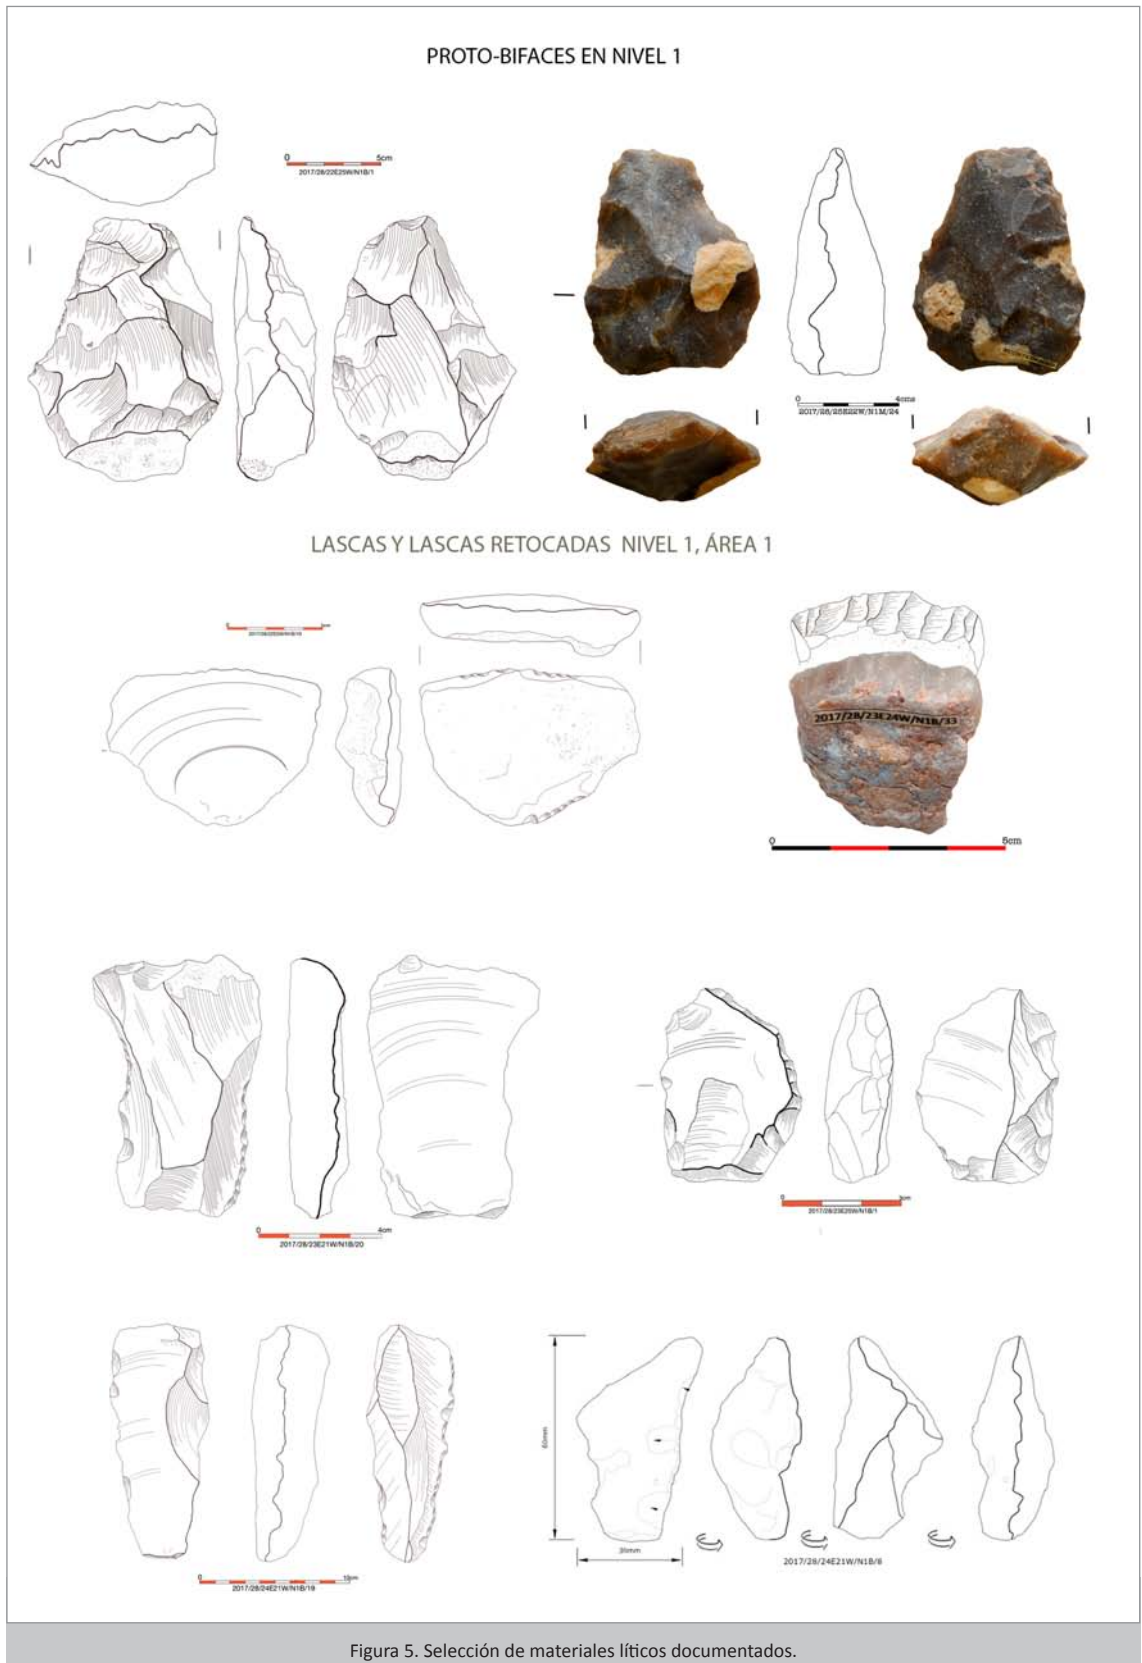 PROTO-BIFACES EN NIVEL 1
0 5cm
2017/28/22E25W/N1B/1
0 4cms
2017/28/25E22W/N1M/24
LASCAS Y LASCAS RETOCADAS NIVEL 1, ÁREA 1
2017/28/23E24W/N1B/33
0 5cm
0 4cm
2017/28/23E21W/N1B/20
0
2017/28/23E25W/N1B/1
60mm
35mm
2017/28/24E21W/N1B/8
0 10cm
2017/28/24E21W/N1B/19
Figura 5. Selección de materiales líticos documentados.